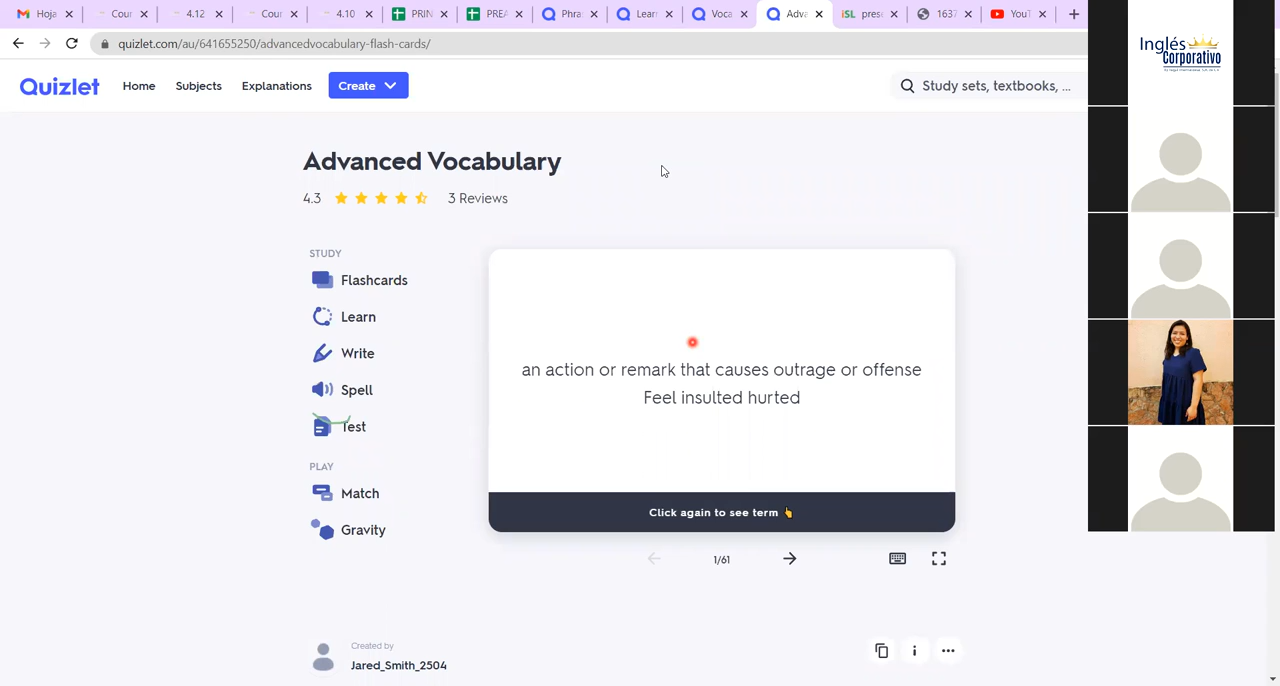 Hoja
Cour
4.12
Cour
4.10
PRIN
PREA
Phra
Learn
Voca
Adva
prese
1637
YouT
quizlet.com/au/641655250/advancedvocabulary-flash-cards/
Quizlet
Home
Subjects
Explanations
Create
Study sets, textbooks, ...
Inglés
Corporativo
Advanced Vocabulary
4.3
3 Reviews
STUDY
Flashcards
Learn
Write
Spell
Test
PLAY
Match
Gravity
an action or remark that causes outrage or offense
Feel insulted hurted
Click again to see term
1/61
Created by
Jared_Smith_2504